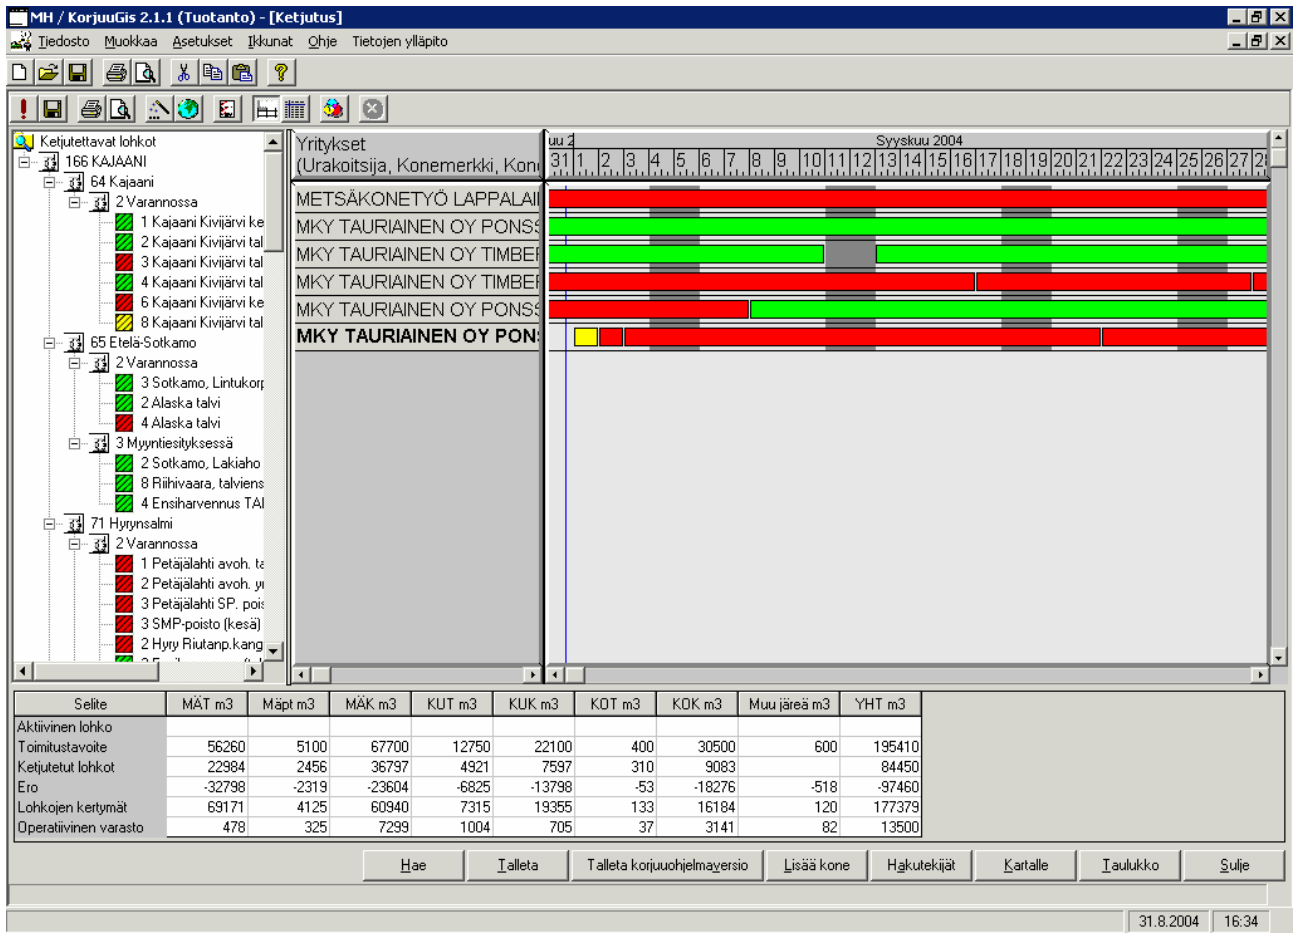 MH / KorjuuGis 2.1.1 (Tuotanto) - [Ketjutus]
Tiedosto Muokkaa Asetukset Ikkunat Ohje Tietojen ylläpito
Ketjutettavat lohkot
166 KAJAANI
64 Kajaani
2 Varannossa
1 Kajaani Kivijärvi ke
2 Kajaani Kivijärvi tal
3 Kajaani Kivijärvi tal
4 Kajaani Kivijärvi tal
6 Kajaani Kivijärvi ke
8 Kajaani Kivijärvi tal
65 Etelä-Sotkamo
2 Varannossa
3 Sotkamo, Lintukorp
2 Alaska talvi
4 Alaska talvi
3 Myyntiesityksessä
2 Sotkamo, Lakiaho
8 Riihivaara, talviens
4 Ensiharvennus TAI
71 Hyrynsalmi
2 Varannossa
1 Petäjälahti avoh. ta
2 Petäjälahti avoh. yr
3 Petäjälahti SP. pois
3 SMP-poisto (kesä)
2 Hyry Riutanp.kang
Yritykset
(Urakoitsija, Konemerkki, Kon
METSÄKONETYÖ LAPPALAI
MKY TAURIAINEN OY PONSS
MKY TAURIAINEN OY TIMBER
MKY TAURIAINEN OY TIMBER
MKY TAURIAINEN OY PONSS
MKY TAURIAINEN OY PONS
uu 2 Syyskuu 2004
31 1 2 3 4 5 6 7 8 9 10 11 12 13 14 15 16 17 18 19 20 21 22 23 24 25 26 27 28
Selite MÄT m3 Mäpt m3 MÄK m3 KUT m3 KUK m3 KOT m3 KOK m3 Muu järeä m3 YHT m3
Aktiivinen lohko
Toimitustavoite 56260 5100 67700 12750 22100 400 30500 600 195410
Ketjutetut lohkot 22984 2456 36797 4921 7597 310 9083 84450
Ero -32798 -2319 -23604 -6825 -13798 -53 -18276 -518 -97460
Lohkojen kertymät 69171 4125 60940 7315 19355 133 16184 120 177379
Operatiivinen varasto 478 325 7299 1004 705 37 3141 82 13500
Hae Talleta Talleta korjuuohjelmaversio Lisää kone Hakutekijät Kartalle Taulukko Sulje
31.8.2004 16:34